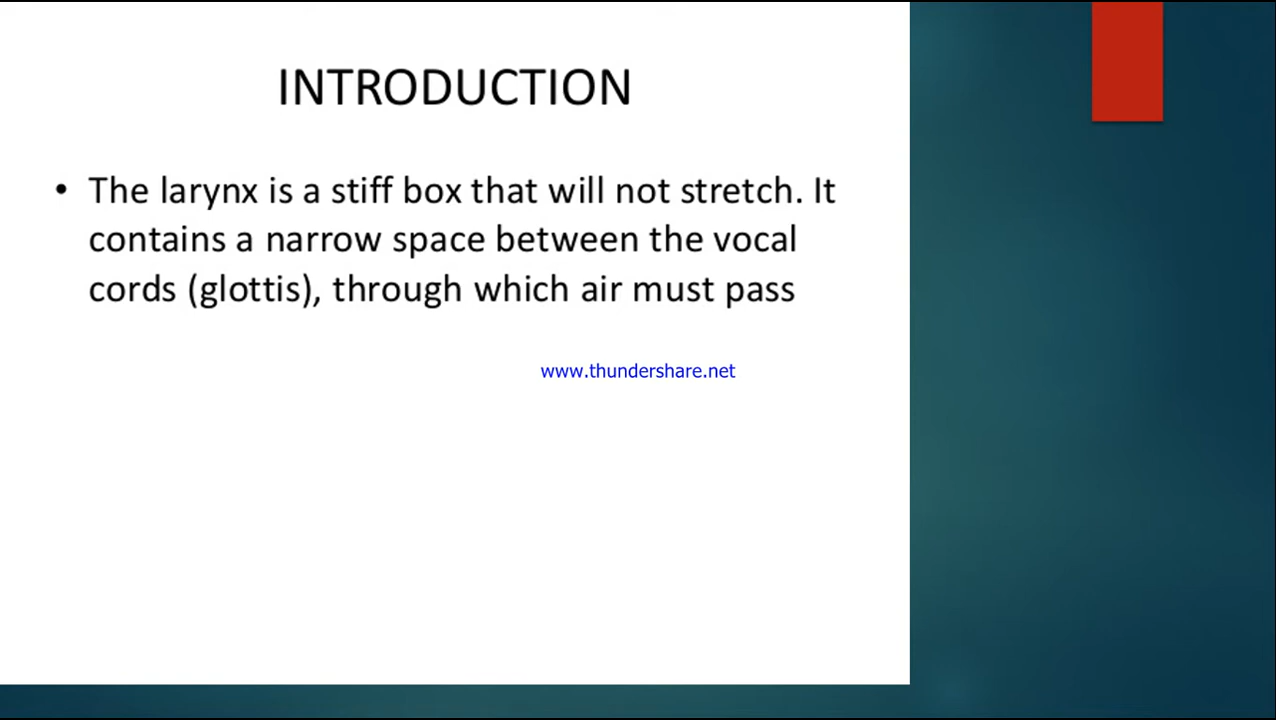 INTRODUCTION
• The larynx is a stiff box that will not stretch. It
contains a narrow space between the vocal
cords (glottis), through which air must pass
www.thundershare.net